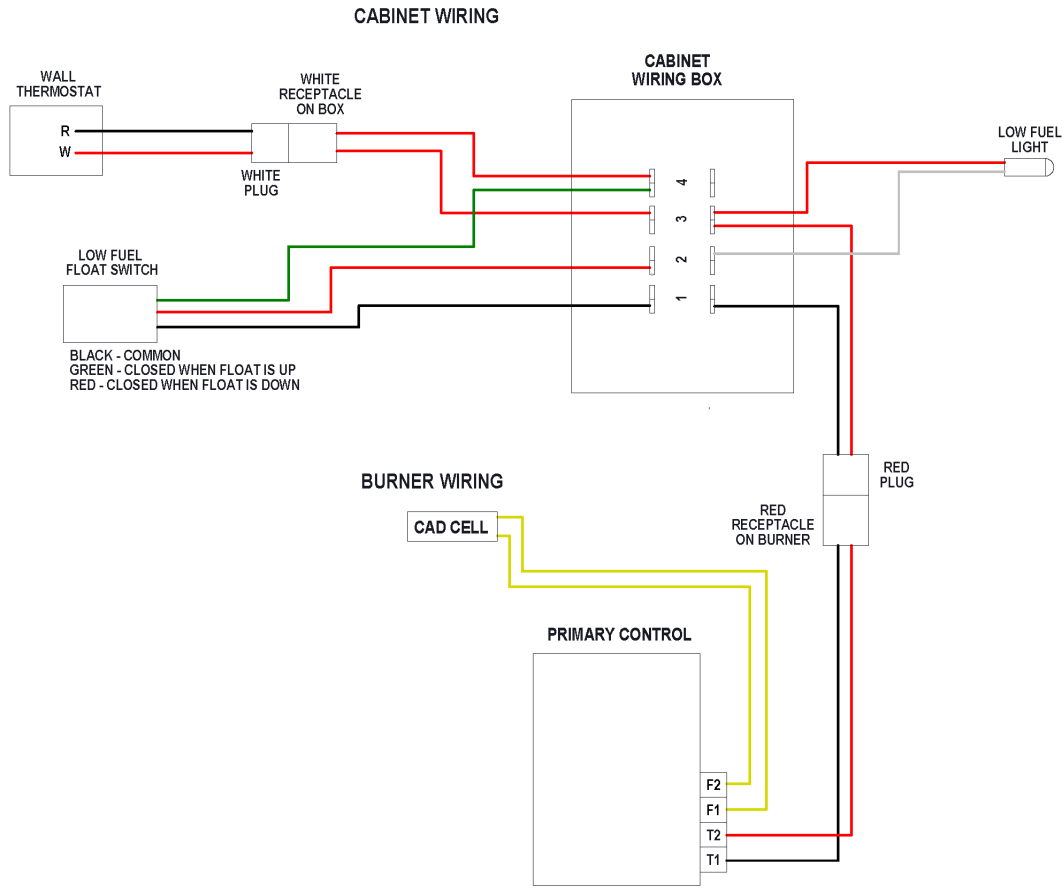 CABINET WIRING
WALL
THERMOSTAT
R
W
WHITE
RECEPTACLE
ON BOX
WHITE
PLUG
CABINET
WIRING BOX
4
3
2
1
LOW FUEL
LIGHT
LOW FUEL
FLOAT SWITCH
BLACK - COMMON
GREEN - CLOSED WHEN FLOAT IS UP
RED - CLOSED WHEN FLOAT IS DOWN
RED
PLUG
RED
RECEPTACLE
ON BURNER
BURNER WIRING
CAD CELL
PRIMARY CONTROL
F2
F1
T2
T1